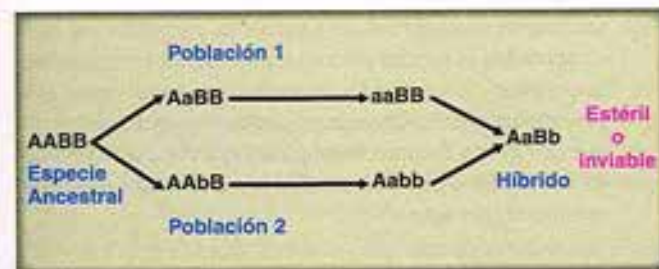 Población 1
AaBB
aaBB
AABB
AaBb
Estéril
o
inviable
Especie
Ancestral
AAbB
Aabb
Híbrido
Población 2